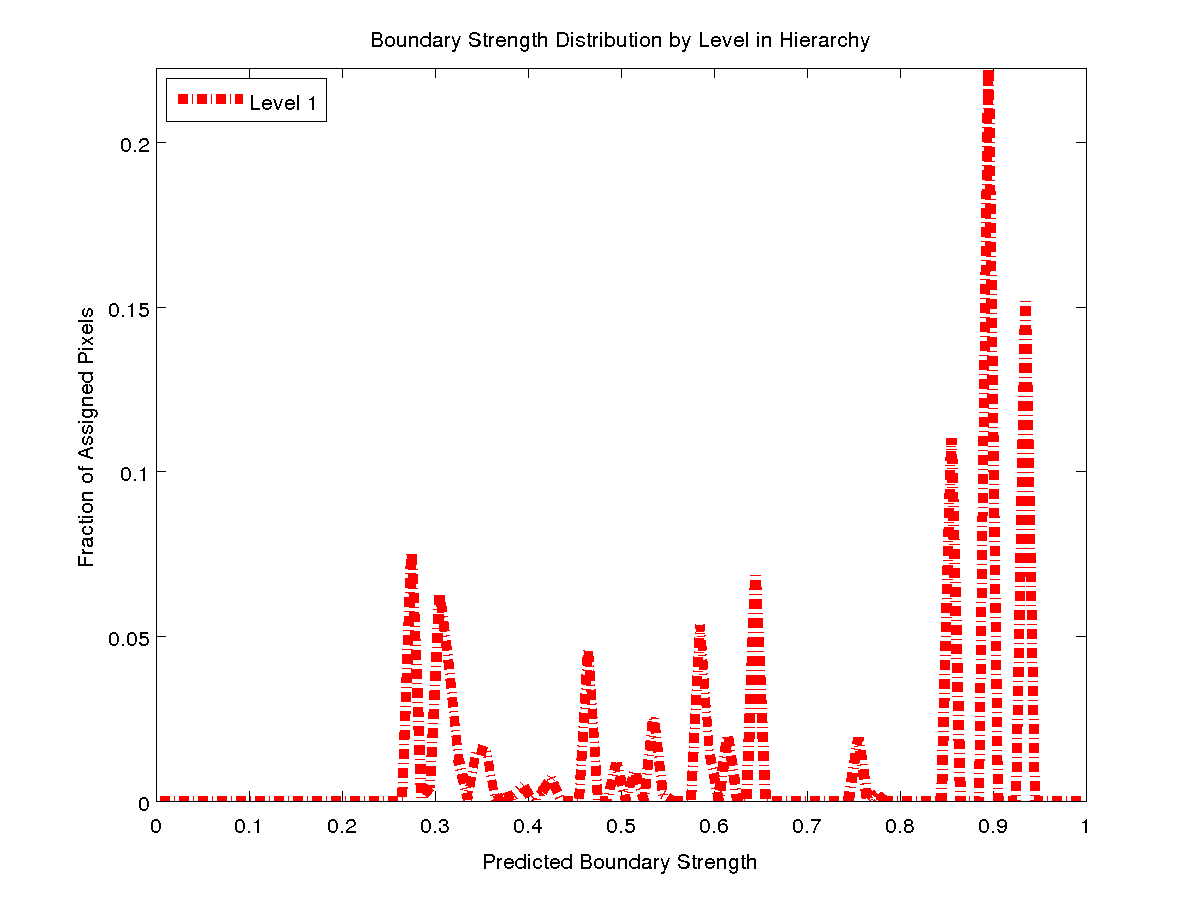 Boundary Strength Distribution by Level in Hierarchy
Level 1
0.2
0.15
0.1
0.05
0
Fraction of Assigned Pixels
0 0.1 0.2 0.3 0.4 0.5 0.6 0.7 0.8 0.9 1
Predicted Boundary Strength